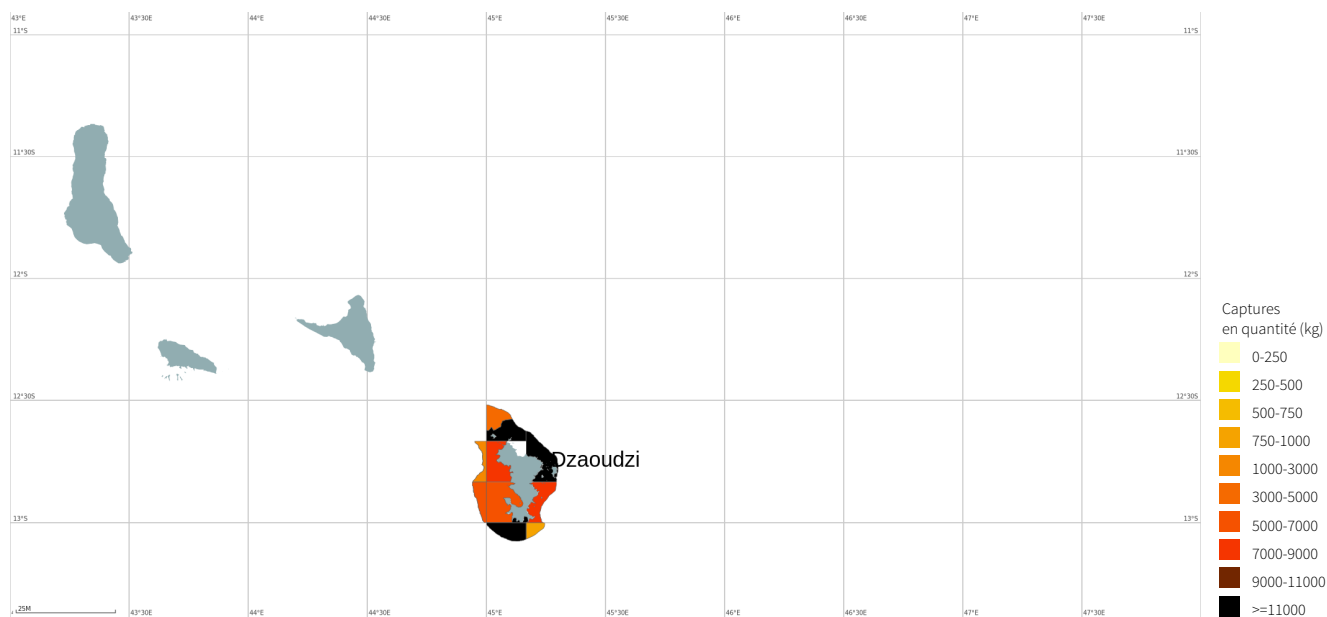 43°E 43°30E 44°E 44°30E 45°E 45°30E 46°E 46°30E 47°E 47°30E
11°S 11°S
11°30S 11°30S
12°S 12°S
Captures
en quantité (kg)
0-250
250-500
12°30S 12°30S
500-750
750-1000
Dzaoudzi
1000-3000
3000-5000
13°S 13°S
5000-7000
7000-9000
9000-11000
>=11000
25M
43°30E 44°E 44°30E 45°E 45°30E 46°E 46°30E 47°E 47°30E